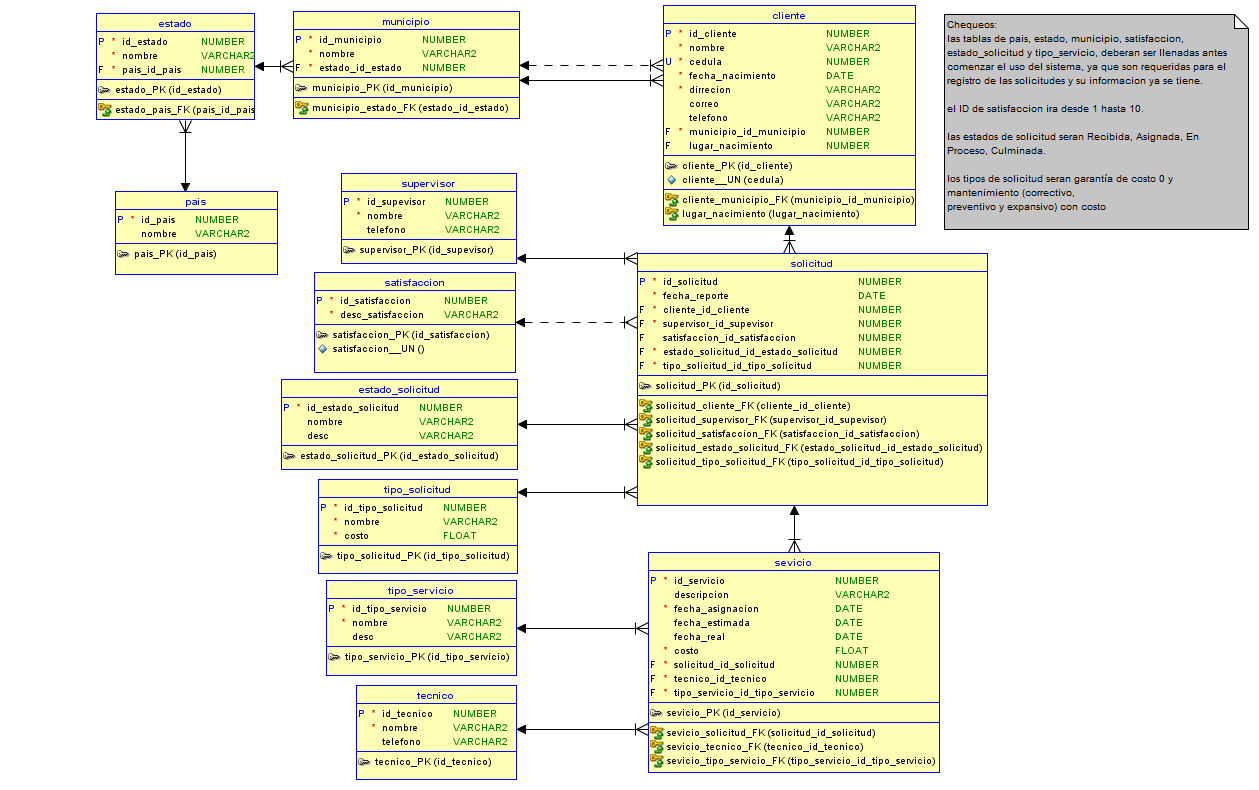 estado
P * id_estado NUMBER
* nombre VARCHAR2
F * pais_id_pais NUMBER
estado_PK (id_estado)
estado_pais_FK (pais_id_pais
municipio
P * id_municipio NUMBER
* nombre VARCHAR2
F * estado_id_estado NUMBER
municipio_PK (id_municipio)
municipio_estado_FK (estado_id_estado)
cliente
P * id_cliente NUMBER
* nombre VARCHAR2
U * cedula NUMBER
* fecha_nacimiento DATE
* dirrecion VARCHAR2
correo VARCHAR2
telefono VARCHAR2
F * municipio_id_municipio NUMBER
F lugar_nacimiento NUMBER
cliente_PK (id_cliente)
cliente__UN (cedula)
cliente_municipio_FK (municipio_id_municipio)
lugar_nacimiento (lugar_nacimiento)
Chequeos:
las tablas de pais, estado, municipio, satisfaccion,
estado_solicitud y tipo_servicio, deberan ser llenadas antes
comenzar el uso del sistema, ya que son requeridas para el
registro de las solicitudes y su informacion ya se tiene.
el ID de satisfaccion ira desde 1 hasta 10.
las estados de solicitud seran Recibida, Asignada, En
Proceso, Culminada.
los tipos de solicitud seran garantía de costo 0 y
mantenimiento (correctivo,
preventivo y expansivo) con costo
pais
P * id_pais NUMBER
nombre VARCHAR2
pais_PK (id_pais)
supervisor
P * id_supevisor NUMBER
* nombre VARCHAR2
telefono VARCHAR2
supervisor_PK (id_supevisor)
satisfaccion
P * id_satisfaccion NUMBER
* desc_satisfaccion VARCHAR2
satisfaccion_PK (id_satisfaccion)
satisfaccion__UN ()
solicitud
P * id_solicitud NUMBER
* fecha_reporte DATE
F * cliente_id_cliente NUMBER
F * supervisor_id_supevisor NUMBER
F satisfaccion_id_satisfaccion NUMBER
F * estado_solicitud_id_estado_solicitud NUMBER
F * tipo_solicitud_id_tipo_solicitud NUMBER
solicitud_PK (id_solicitud)
solicitud_cliente_FK (cliente_id_cliente)
solicitud_supervisor_FK (supervisor_id_supevisor)
solicitud_satisfaccion_FK (satisfaccion_id_satisfaccion)
solicitud_estado_solicitud_FK (estado_solicitud_id_estado_solicitud)
solicitud_tipo_solicitud_FK (tipo_solicitud_id_tipo_solicitud)
estado_solicitud
P * id_estado_solicitud NUMBER
nombre VARCHAR2
desc VARCHAR2
estado_solicitud_PK (id_estado_solicitud)
tipo_solicitud
P * id_tipo_solicitud NUMBER
* nombre VARCHAR2
* costo FLOAT
tipo_solicitud_PK (id_tipo_solicitud)
tipo_servicio
P * id_tipo_servicio NUMBER
* nombre VARCHAR2
desc VARCHAR2
tipo_servicio_PK (id_tipo_servicio)
tecnico
P * id_tecnico NUMBER
* nombre VARCHAR2
telefono VARCHAR2
tecnico_PK (id_tecnico)
sevicio
P * id_servicio NUMBER
descripcion VARCHAR2
* fecha_asignacion DATE
fecha_estimada DATE
fecha_real DATE
* costo FLOAT
F * solicitud_id_solicitud NUMBER
F * tecnico_id_tecnico NUMBER
F * tipo_servicio_id_tipo_servicio NUMBER
sevicio_PK (id_servicio)
sevicio_solicitud_FK (solicitud_id_solicitud)
sevicio_tecnico_FK (tecnico_id_tecnico)
sevicio_tipo_servicio_FK (tipo_servicio_id_tipo_servicio)